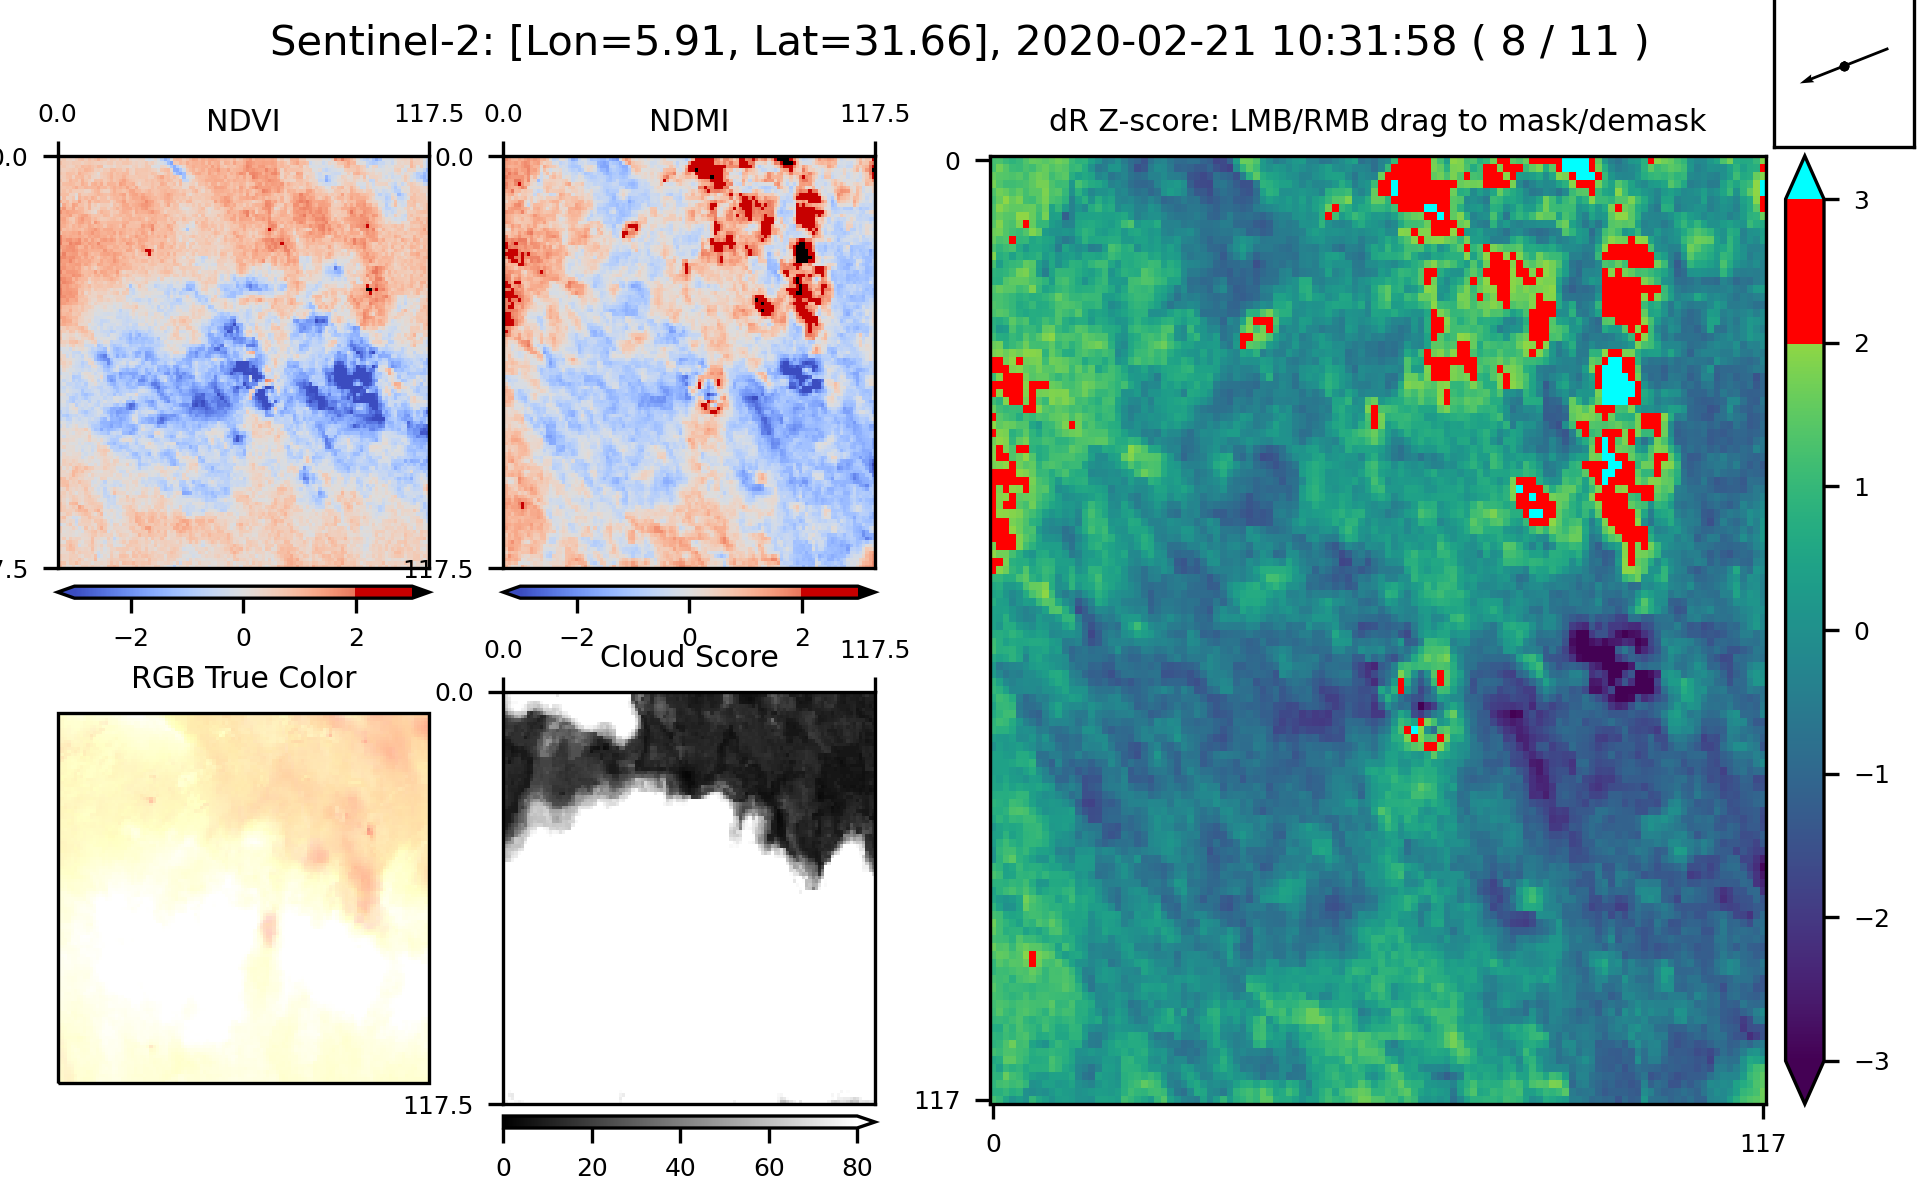 Sentinel-2: [Lon=5.91, Lat=31.66], 2020-02-21 10:31:58 ( 8 / 11 )
NDVI
0.0 117.5
0.0
7.5
−2 0 2
NDMI
0.0 117.5
0.0
117.5
−2 0 2
RGB True Color
Cloud Score
0.0 117.5
0.0
117.5
0 20 40 60 80
dR Z-score: LMB/RMB drag to mask/demask
0
117
0 117
3
2
1
0
−1
−2
−3